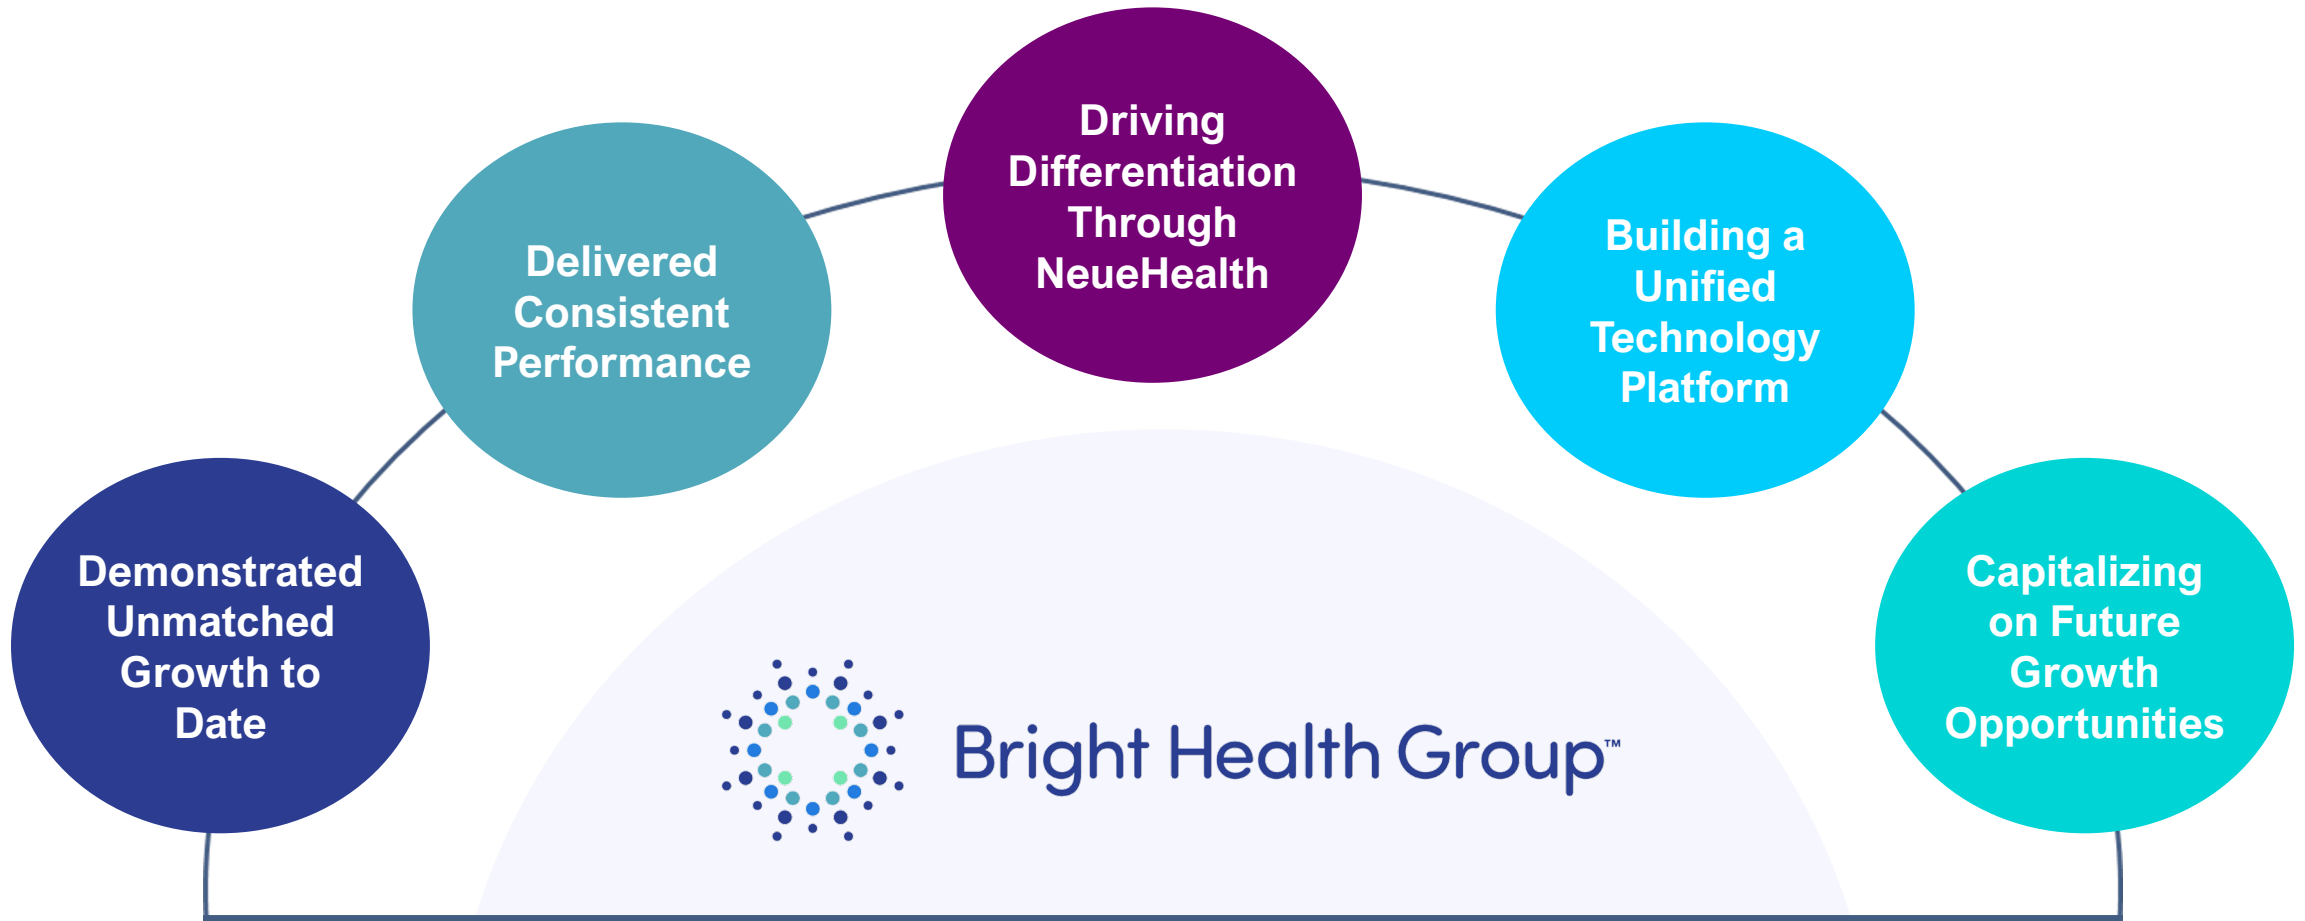 Driving
Differentiation
Through
NeueHealth
Delivered
Consistent
Performance
Building a
Unified
Technology
Platform
Demonstrated
Unmatched
Growth to
Date
Capitalizing
on Future
Growth
Opportunities
Bright Health Group™